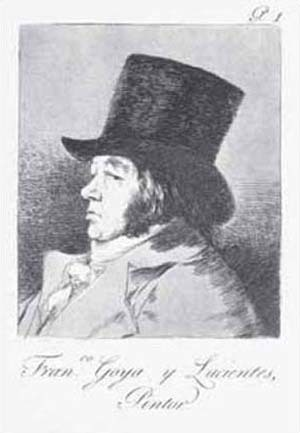 P. 1
Fran.co Goya y Lucientes,
Pintor